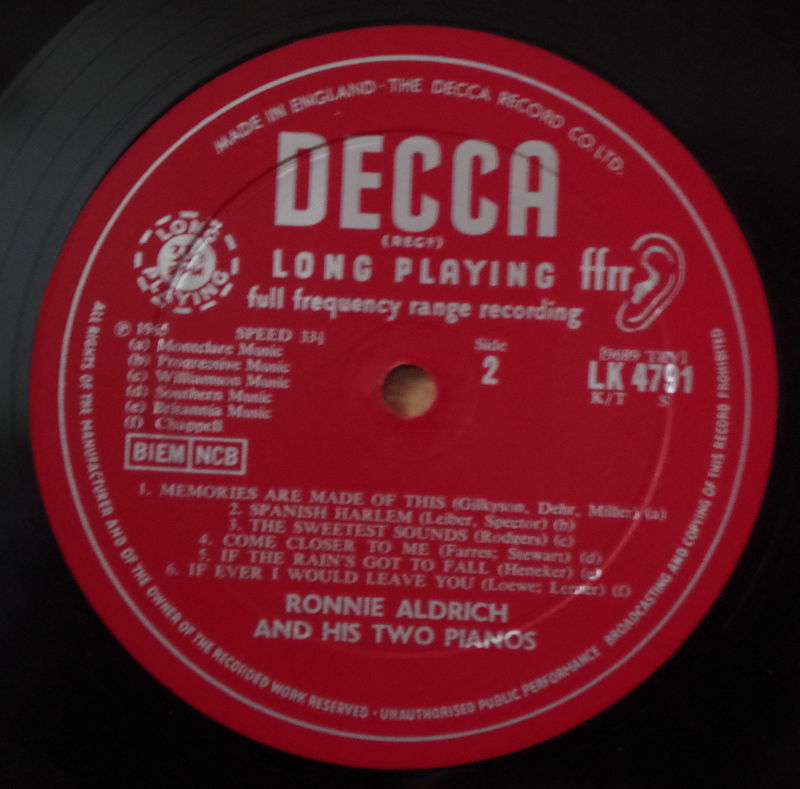 MADE IN ENGLAND · THE DECCA RECORD CO. LTD.
DECCA
(REGD)
LONG PLAYING
ffrr
full frequency range recording
LONG
33⅓
PLAYING
℗ 1965
SPEED 33⅓
(a) Montclare Music
(b) Progressive Music
(c) Williamson Music
(d) Southern Music
(e) Britannia Music
(f) Chappell
BIEM NCB
Side
2
LK 4791
K/T S
1. MEMORIES ARE MADE OF THIS (Gilkyson, Dehr, Miller) (a)
2. SPANISH HARLEM (Leiber, Spector) (b)
3. THE SWEETEST SOUNDS (Rodgers) (c)
4. COME CLOSER TO ME (Farres; Stewart) (d)
5. IF THE RAIN'S GOT TO FALL (Heneker) (e)
6. IF EVER I WOULD LEAVE YOU (Loewe; Lerner) (f)
RONNIE ALDRICH
AND HIS TWO PIANOS
ALL RIGHTS OF THE MANUFACTURER AND OF THE OWNER OF THE RECORDED WORK RESERVED · UNAUTHORISED PUBLIC PERFORMANCE BROADCASTING AND COPYING OF THIS RECORD PROHIBITED